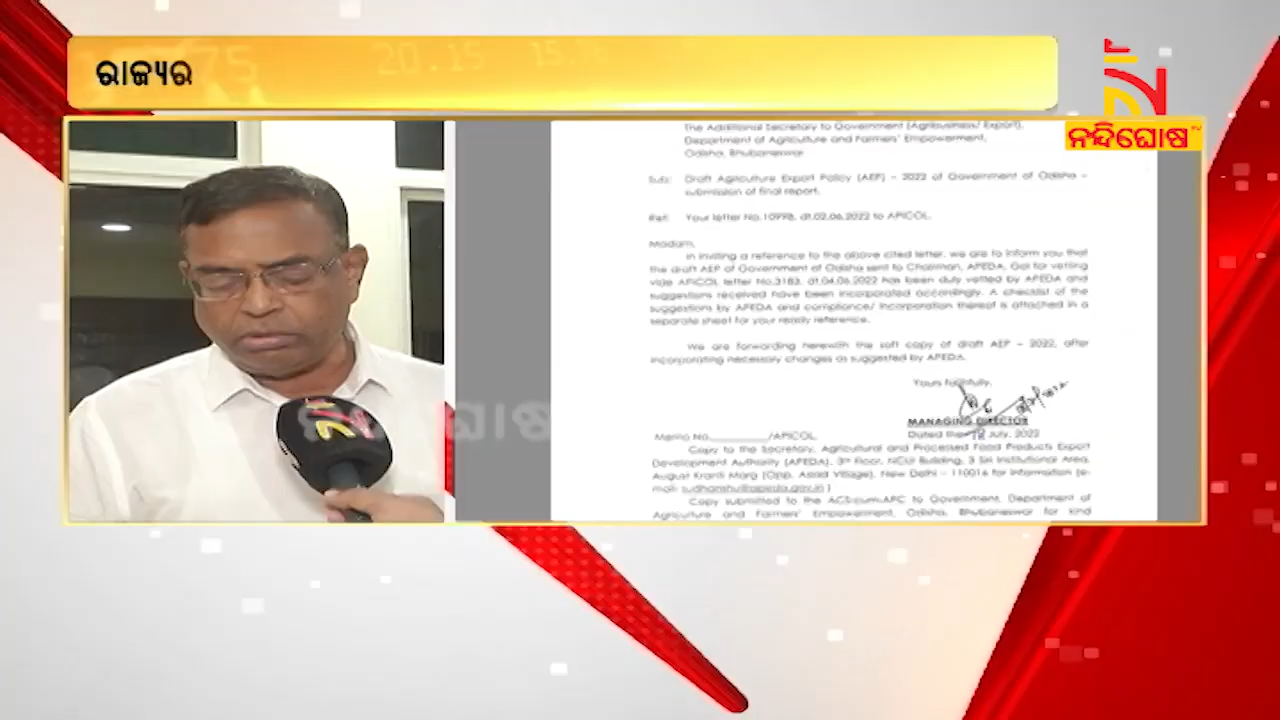 ରାଜ୍ୟର
ନନ୍ଦିଘୋଷ
The Additional Secretary to Government (Agribusiness/ Export),
Department of Agriculture and Farmers' Empowerment,
Odisha, Bhubaneswar
Sub: Draft Agriculture Export Policy (AEP) – 2022 of Government of Odisha –
submission of final report.
Ref: Your letter No.10998, dt.02.06.2022 to APICOL.
Madam,
In inviting a reference to the above cited letter, we are to inform you that
the draft AEP of Government of Odisha sent to Chairman, APEDA, GoI for vetting
vide APICOL letter No.3183, dt.04.06.2022 has been duly vetted by APEDA and
suggestions received have been incorporated accordingly. A checklist of the
suggestions by APEDA and compliance/ incorporation thereof is attached in a
separate sheet for your ready reference.
We are forwarding herewith the soft copy of draft AEP – 2022, after
incorporating necessary changes as suggested by APEDA.
Yours faithfully,
MANAGING DIRECTOR
Memo No.________/APICOL, Dated the July, 2022
Copy to the Secretary, Agricultural and Processed Food Products Export
Development Authority (APEDA), 3rd Floor, NCUI Building, 3 Siri Institutional Area,
August Kranti Marg (Opp. Asiad Village), New Delhi – 110016 for information (e-
mail: sudhanshu@apeda.gov.in )
Copy submitted to the ACS-cum-APC to Government, Department of
Agriculture and Farmers' Empowerment, Odisha, Bhubaneswar for kind